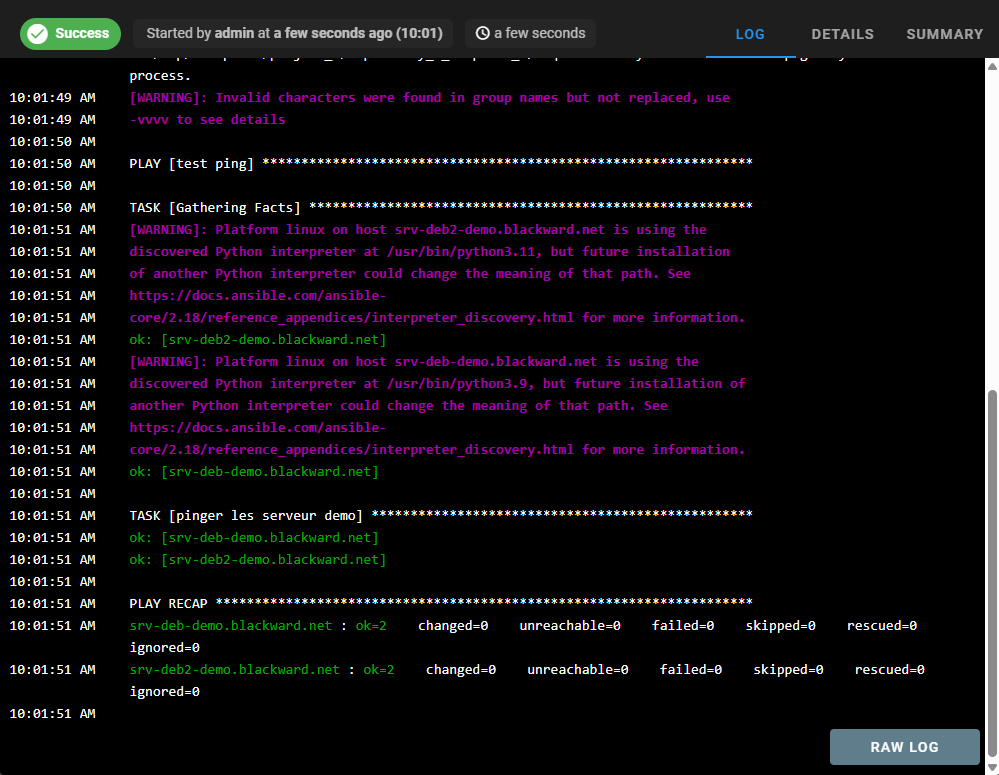 Success Started by admin at a few seconds ago (10:01) a few seconds LOG DETAILS SUMMARY
process.
10:01:49 AM [WARNING]: Invalid characters were found in group names but not replaced, use
10:01:49 AM -vvvv to see details
10:01:50 AM
10:01:50 AM PLAY [test ping] ***************************************************************
10:01:50 AM
10:01:50 AM TASK [Gathering Facts] *********************************************************
10:01:51 AM [WARNING]: Platform linux on host srv-deb2-demo.blackward.net is using the
10:01:51 AM discovered Python interpreter at /usr/bin/python3.11, but future installation
10:01:51 AM of another Python interpreter could change the meaning of that path. See
10:01:51 AM https://docs.ansible.com/ansible-
10:01:51 AM core/2.18/reference_appendices/interpreter_discovery.html for more information.
10:01:51 AM ok: [srv-deb2-demo.blackward.net]
10:01:51 AM [WARNING]: Platform linux on host srv-deb-demo.blackward.net is using the
10:01:51 AM discovered Python interpreter at /usr/bin/python3.9, but future installation of
10:01:51 AM another Python interpreter could change the meaning of that path. See
10:01:51 AM https://docs.ansible.com/ansible-
10:01:51 AM core/2.18/reference_appendices/interpreter_discovery.html for more information.
10:01:51 AM ok: [srv-deb-demo.blackward.net]
10:01:51 AM
10:01:51 AM TASK [pinger les serveur demo] *************************************************
10:01:51 AM ok: [srv-deb-demo.blackward.net]
10:01:51 AM ok: [srv-deb2-demo.blackward.net]
10:01:51 AM
10:01:51 AM PLAY RECAP *********************************************************************
10:01:51 AM srv-deb-demo.blackward.net : ok=2 changed=0 unreachable=0 failed=0 skipped=0 rescued=0
ignored=0
10:01:51 AM srv-deb2-demo.blackward.net : ok=2 changed=0 unreachable=0 failed=0 skipped=0 rescued=0
ignored=0
10:01:51 AM
RAW LOG